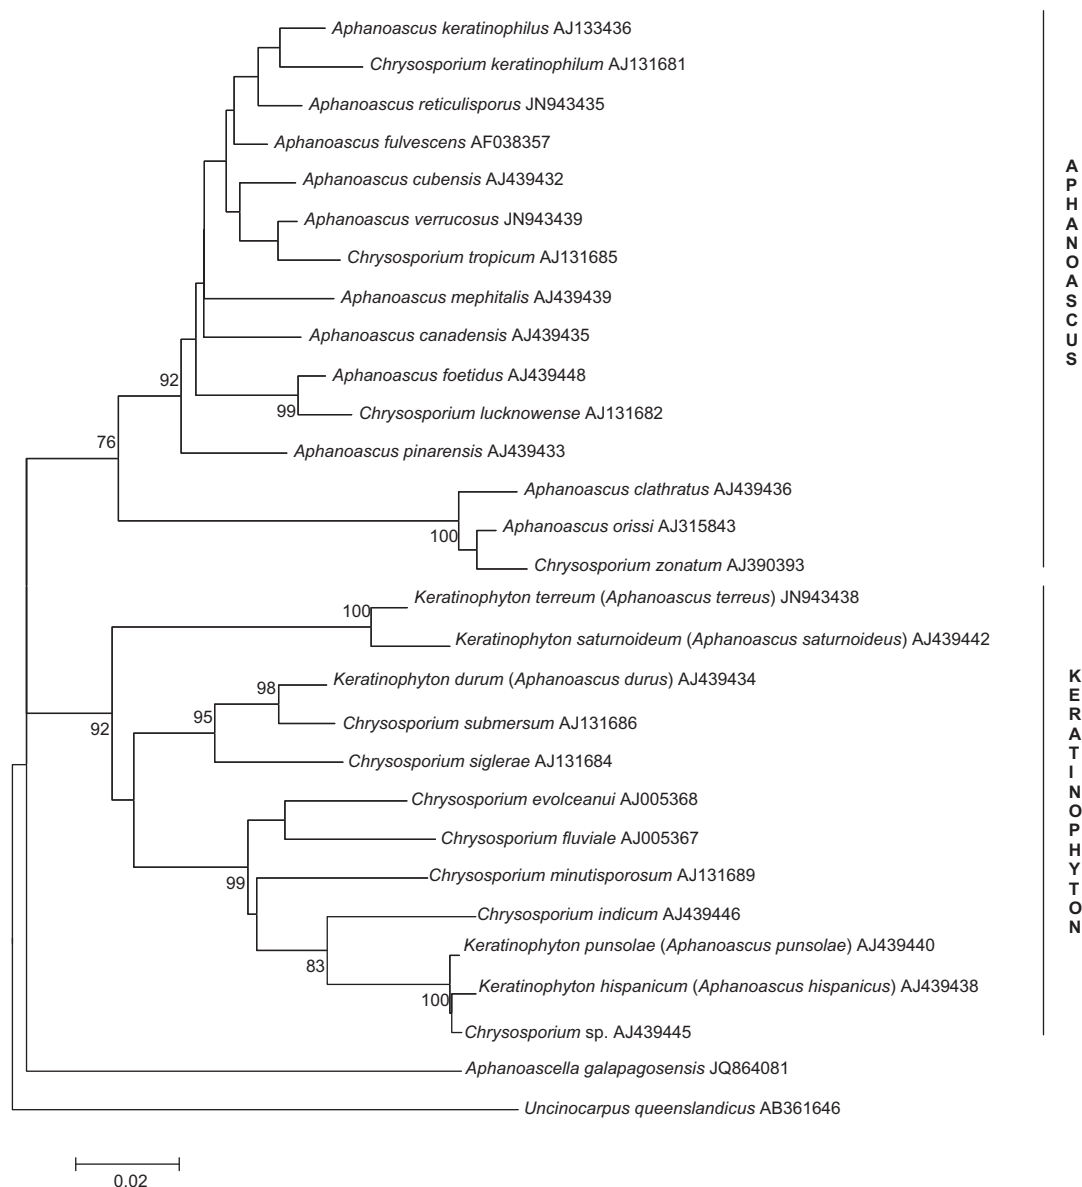 Aphanoascus keratinophilus AJ133436
Chrysosporium keratinophilum AJ131681
Aphanoascus reticulisporus JN943435
Aphanoascus fulvescens AF038357
Aphanoascus cubensis AJ439432
Aphanoascus verrucosus JN943439
Chrysosporium tropicum AJ131685
Aphanoascus mephitalis AJ439439
Aphanoascus canadensis AJ439435
92
Aphanoascus foetidus AJ439448
99
Chrysosporium lucknowense AJ131682
76
Aphanoascus pinarensis AJ439433
Aphanoascus clathratus AJ439436
100
Aphanoascus orissi AJ315843
Chrysosporium zonatum AJ390393
APHANOASCUS
100
Keratinophyton terreum (Aphanoascus terreus) JN943438
Keratinophyton saturnoideum (Aphanoascus saturnoideus) AJ439442
98
Keratinophyton durum (Aphanoascus durus) AJ439434
95
92
Chrysosporium submersum AJ131686
Chrysosporium siglerae AJ131684
Chrysosporium evolceanui AJ005368
Chrysosporium fluviale AJ005367
99
Chrysosporium minutisporosum AJ131689
Chrysosporium indicum AJ439446
83
Keratinophyton punsolae (Aphanoascus punsolae) AJ439440
100
Keratinophyton hispanicum (Aphanoascus hispanicus) AJ439438
Chrysosporium sp. AJ439445
KERATINOPHYTON
Aphanoascella galapagosensis JQ864081
Uncinocarpus queenslandicus AB361646
0.02